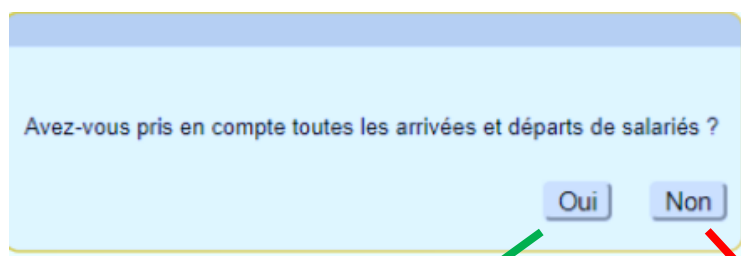 Avez-vous pris en compte toutes les arrivées et départs de salariés ?
Oui Non